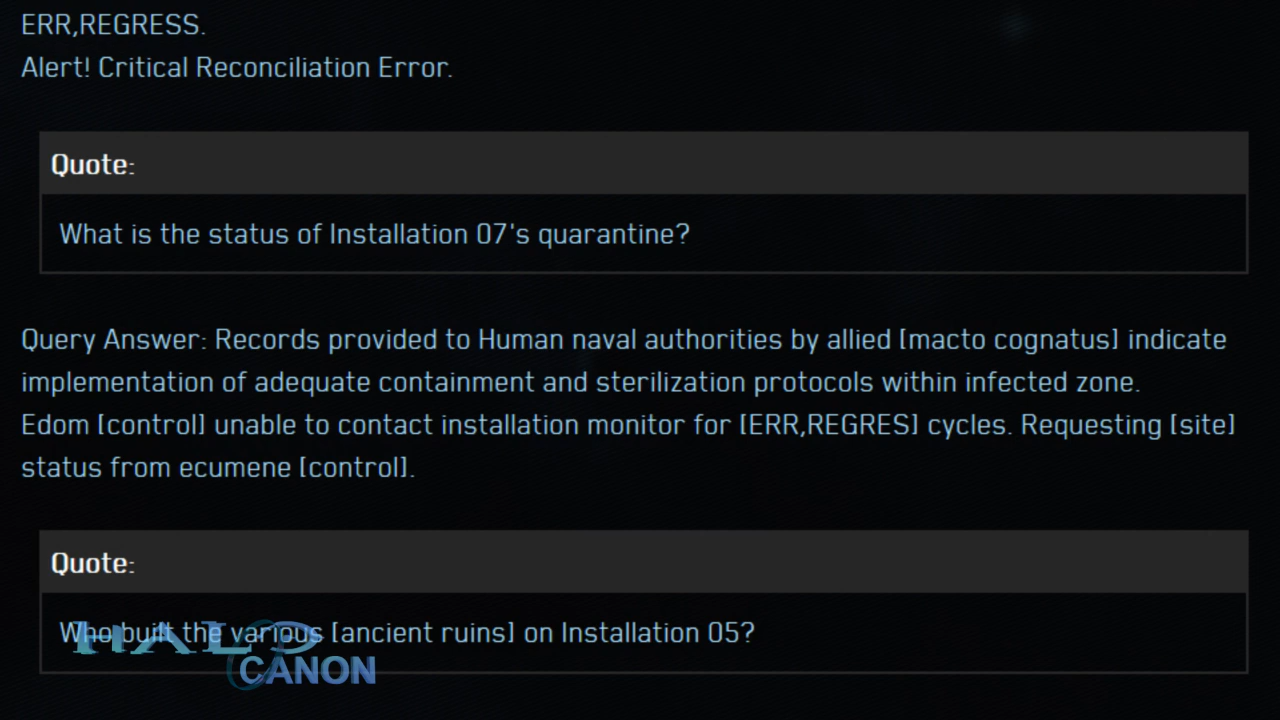 ERR,REGRESS.
Alert! Critical Reconciliation Error.
Quote:
What is the status of Installation 07's quarantine?
Query Answer: Records provided to Human naval authorities by allied [macto cognatus] indicate
implementation of adequate containment and sterilization protocols within infected zone.
Edom [control] unable to contact installation monitor for [ERR,REGRES] cycles. Requesting [site]
status from ecumene [control].
Quote:
Who built the various [ancient ruins] on Installation 05?
HALO
CANON